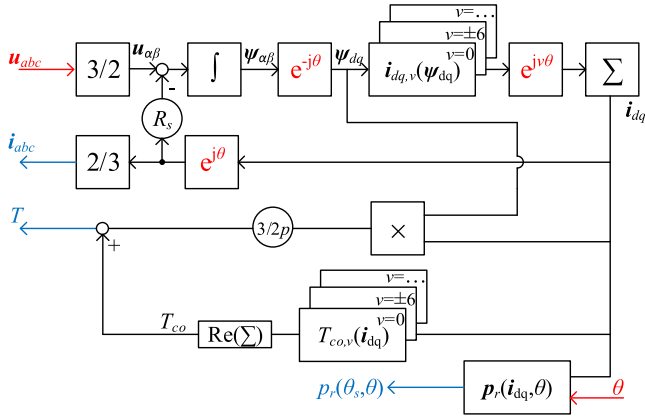 v=…
v=±6
v=0
u_abc
3/2
u_αβ
-
∫
ψ_αβ
e^-jθ
ψ_dq
i_dq,v(ψ_dq)
e^jvθ
∑
i_dq
R_s
i_abc
2/3
e^jθ
T
+
3/2p
×
v=…
v=±6
v=0
T_co
Re(∑)
T_co,v(i_dq)
p_r(θ_s,θ)
p_r(i_dq,θ)
θ